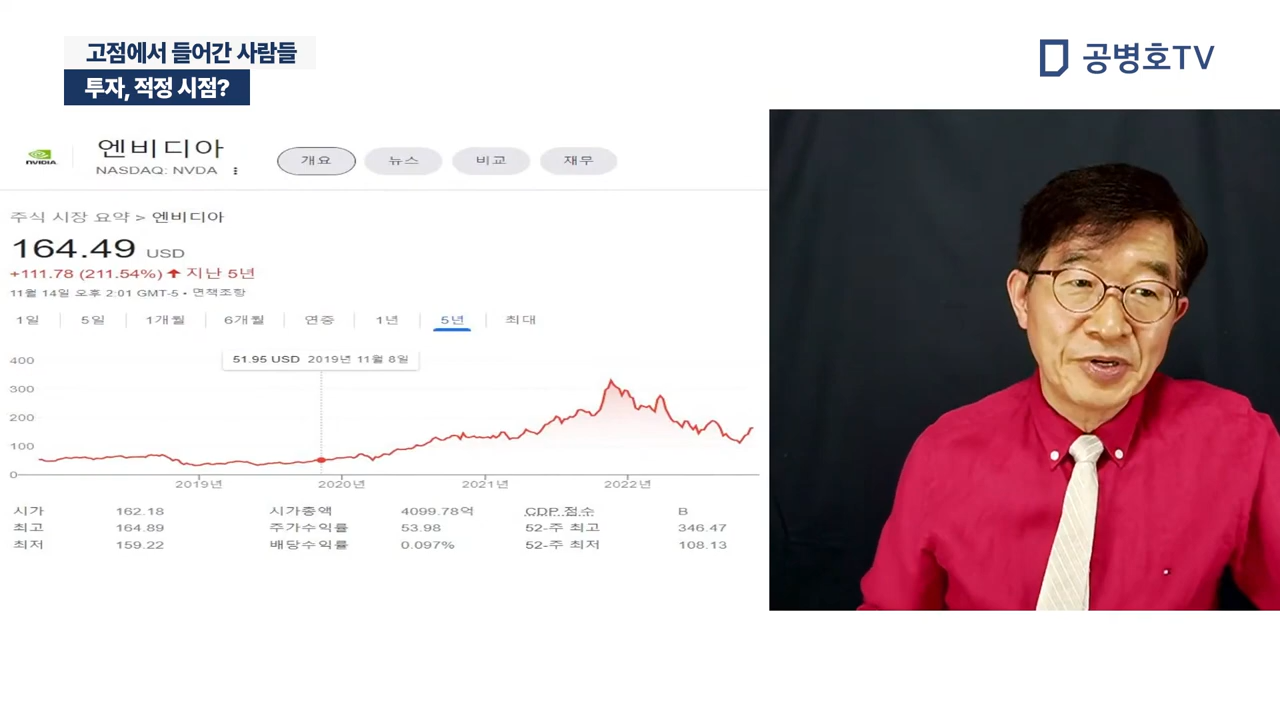 고점에서 들어간 사람들
투자, 적정 시점?
공병호TV
NVIDIA.
엔비디아
NASDAQ: NVDA
개요
뉴스
비교
재무
주식 시장 요약 > 엔비디아
164.49 USD
+111.78 (211.54%) ↑ 지난 5년
11월 14일 오후 2:01 GMT-5 • 면책조항
1일 5일 1개월 6개월 연중 1년 5년 최대
51.95 USD 2019년 11월 8일
400
300
200
100
0
2019년 2020년 2021년 2022년
시가 162.18 시가총액 4099.78억 CDP 점수 B
최고 164.89 주가수익률 53.98 52-주 최고 346.47
최저 159.22 배당수익률 0.097% 52-주 최저 108.13